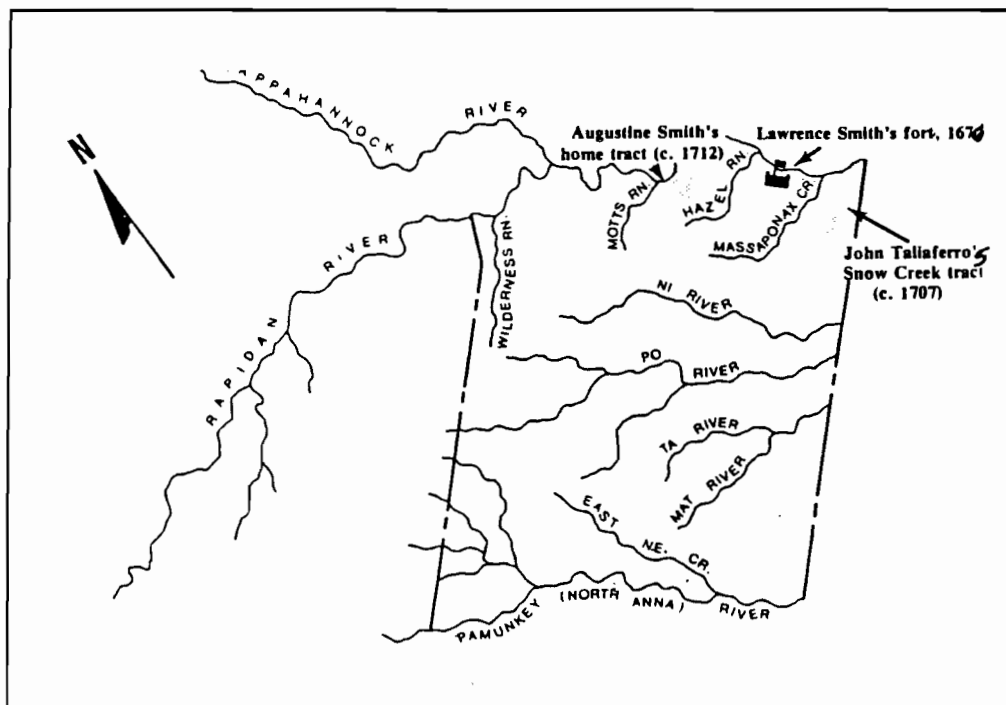 APPAHANNOCK RIVER
N
Augustine Smith's
home tract (c. 1712)
Lawrence Smith's fort, 1676
MOTTS RN.
HAZEL RN.
MASSAPONAX CR.
John Taliaferro's
Snow Creek tract
(c. 1707)
RAPIDAN RIVER
WILDERNESS RN.
NI RIVER
PO RIVER
TA RIVER
MAT RIVER
EAST N.E. CR.
PAMUNKEY (NORTH ANNA) RIVER